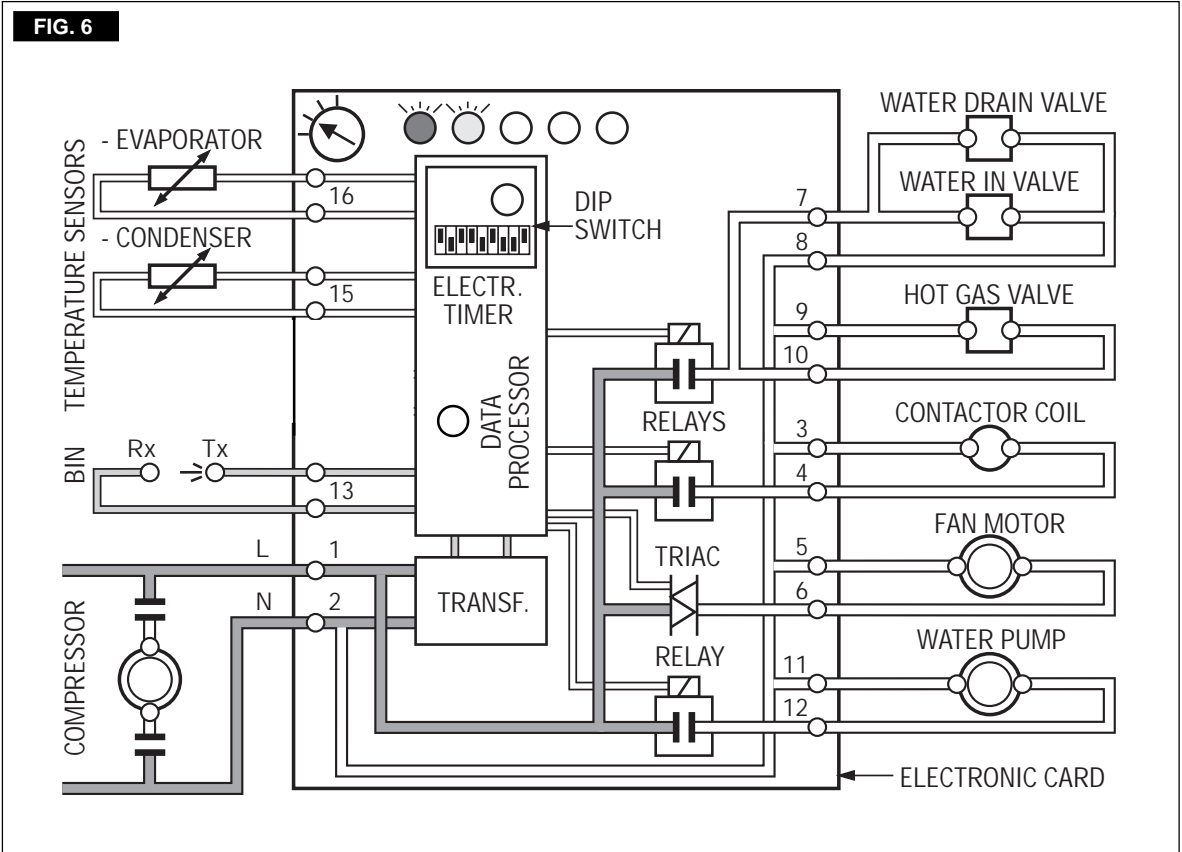 FIG. 6
TEMPERATURE SENSORS
- EVAPORATOR
16
- CONDENSER
15
BIN
Rx
Tx
13
L
1
N
2
COMPRESSOR
DIP
SWITCH
ELECTR.
TIMER
DATA
PROCESSOR
TRANSF.
RELAYS
TRIAC
RELAY
7
8
9
10
3
4
5
6
11
12
WATER DRAIN VALVE
WATER IN VALVE
HOT GAS VALVE
CONTACTOR COIL
FAN MOTOR
WATER PUMP
ELECTRONIC CARD